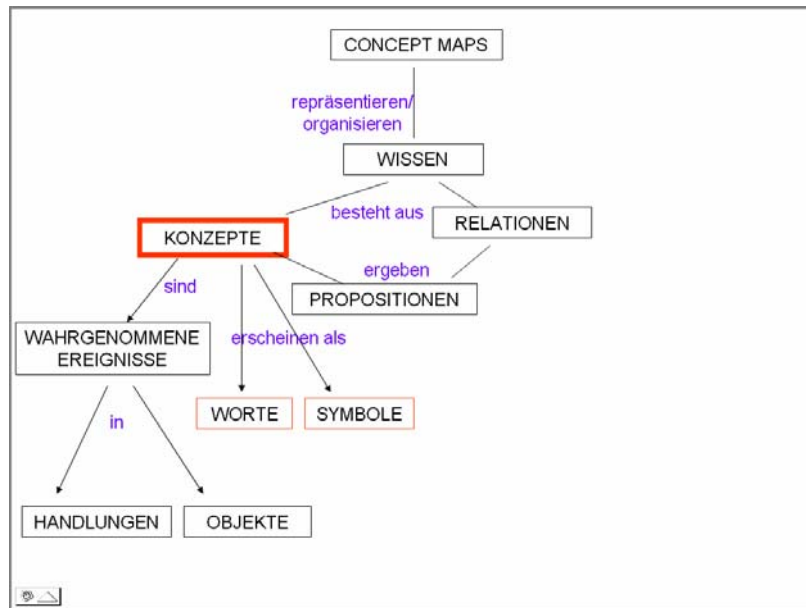 CONCEPT MAPS
repräsentieren/
organisieren
WISSEN
besteht aus
RELATIONEN
KONZEPTE
ergeben
sind
PROPOSITIONEN
WAHRGENOMMENE
EREIGNISSE
erscheinen als
WORTE
SYMBOLE
in
HANDLUNGEN
OBJEKTE